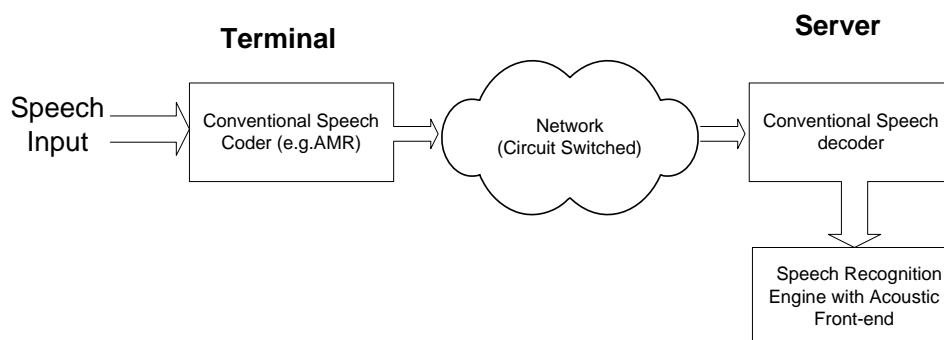 Terminal
Server
Speech
Input
Conventional Speech
Coder (e.g.AMR)
Network
(Circuit Switched)
Conventional Speech
decoder
Speech Recognition
Engine with Acoustic
Front-end